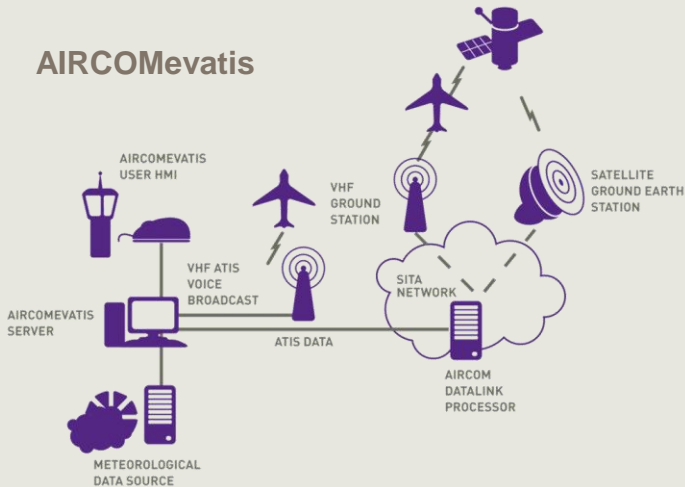 AIRCOMevatis
AIRCOMEVATIS
USER HMI
VHF
GROUND
STATION
SATELLITE
GROUND EARTH
STATION
VHF ATIS
VOICE
BROADCAST
SITA
NETWORK
AIRCOMEVATIS
SERVER
ATIS DATA
AIRCOM
DATALINK
PROCESSOR
METEOROLOGICAL
DATA SOURCE